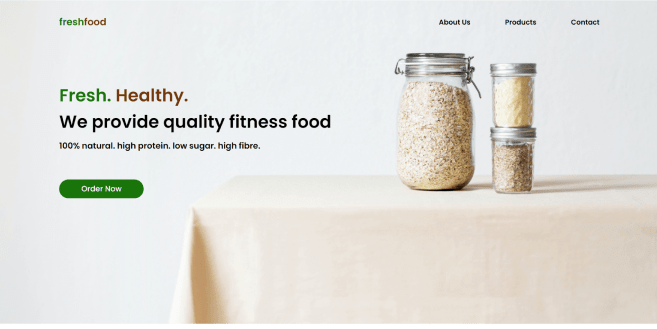 freshfood
About Us Products Contact
Fresh. Healthy.
We provide quality fitness food
100% natural. high protein. low sugar. high fibre.
Order Now